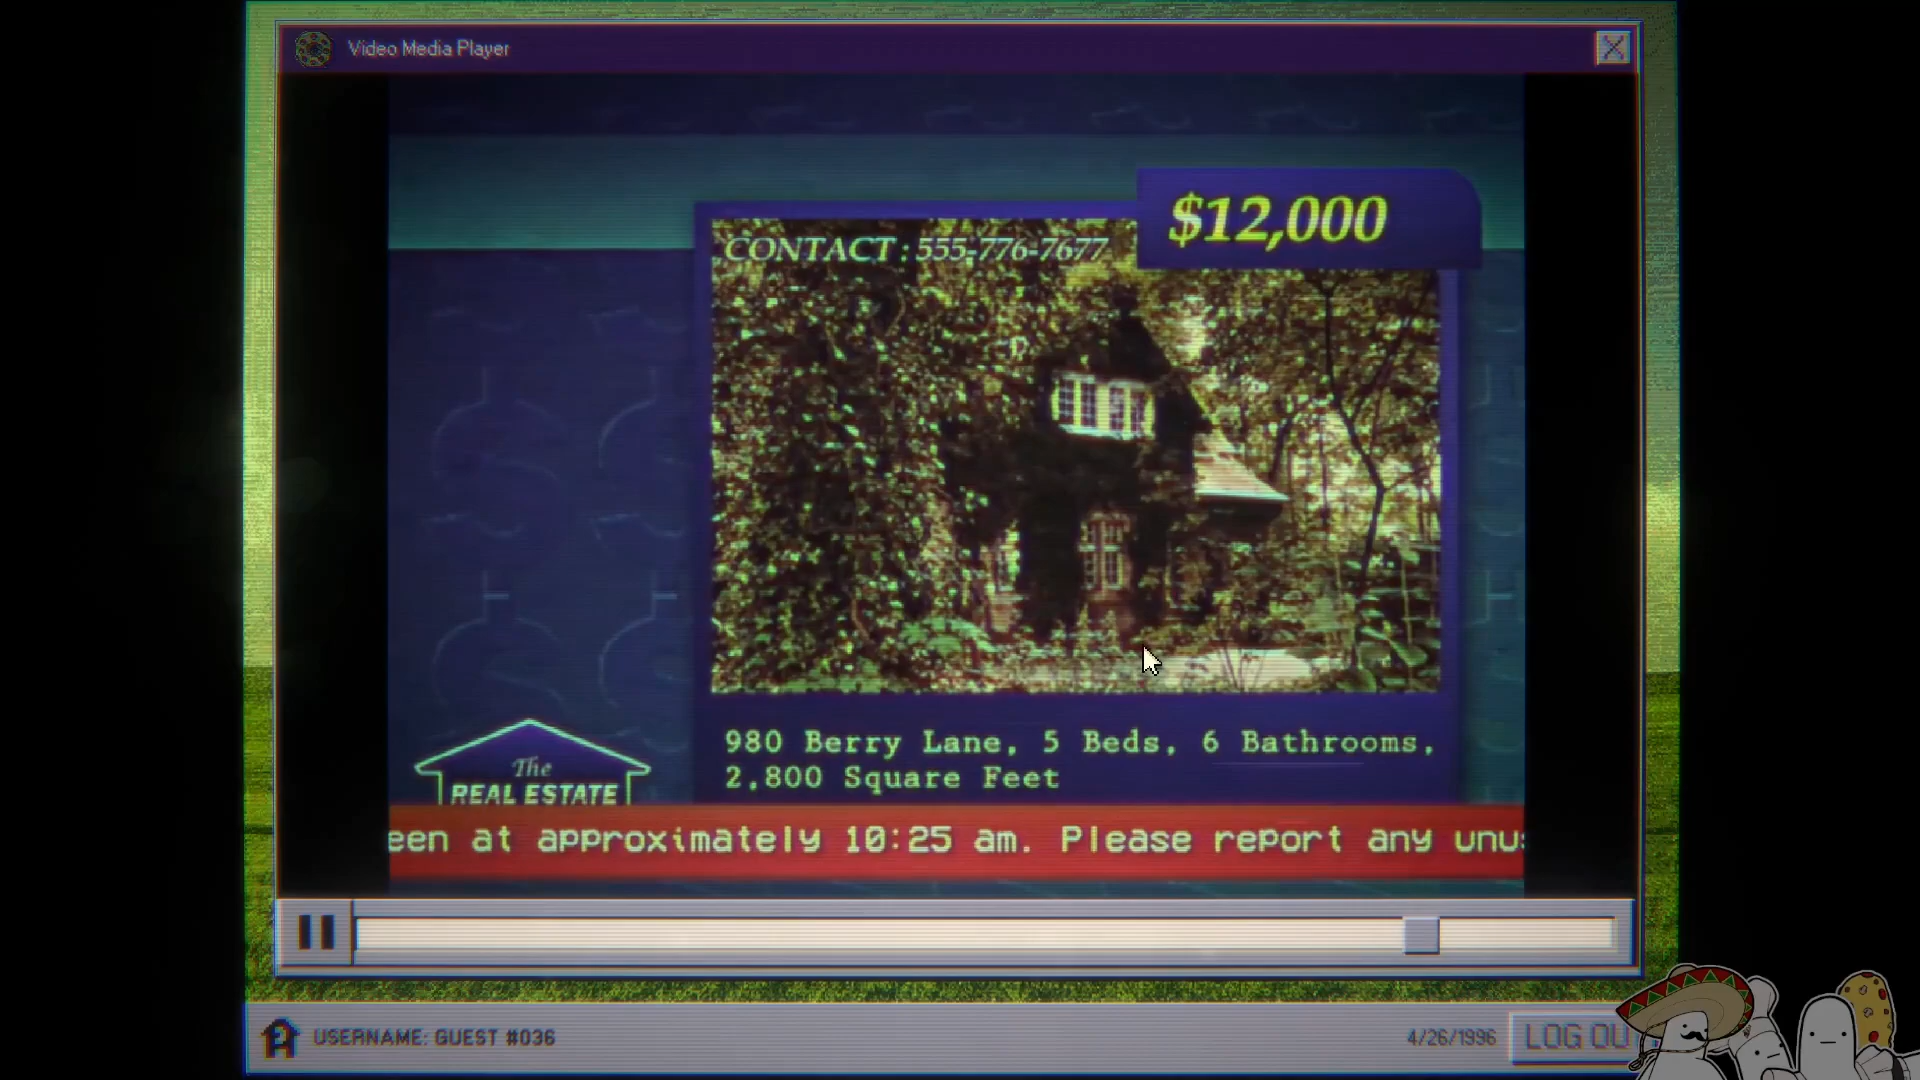 Video Media Player
$12,000
CONTACT : 555-776-7677
980 Berry Lane, 5 Beds, 6 Bathrooms,
2,800 Square Feet
The
REAL ESTATE
een at approximately 10:25 am. Please report any unus
USERNAME: GUEST #036
4/26/1996
LOG OU